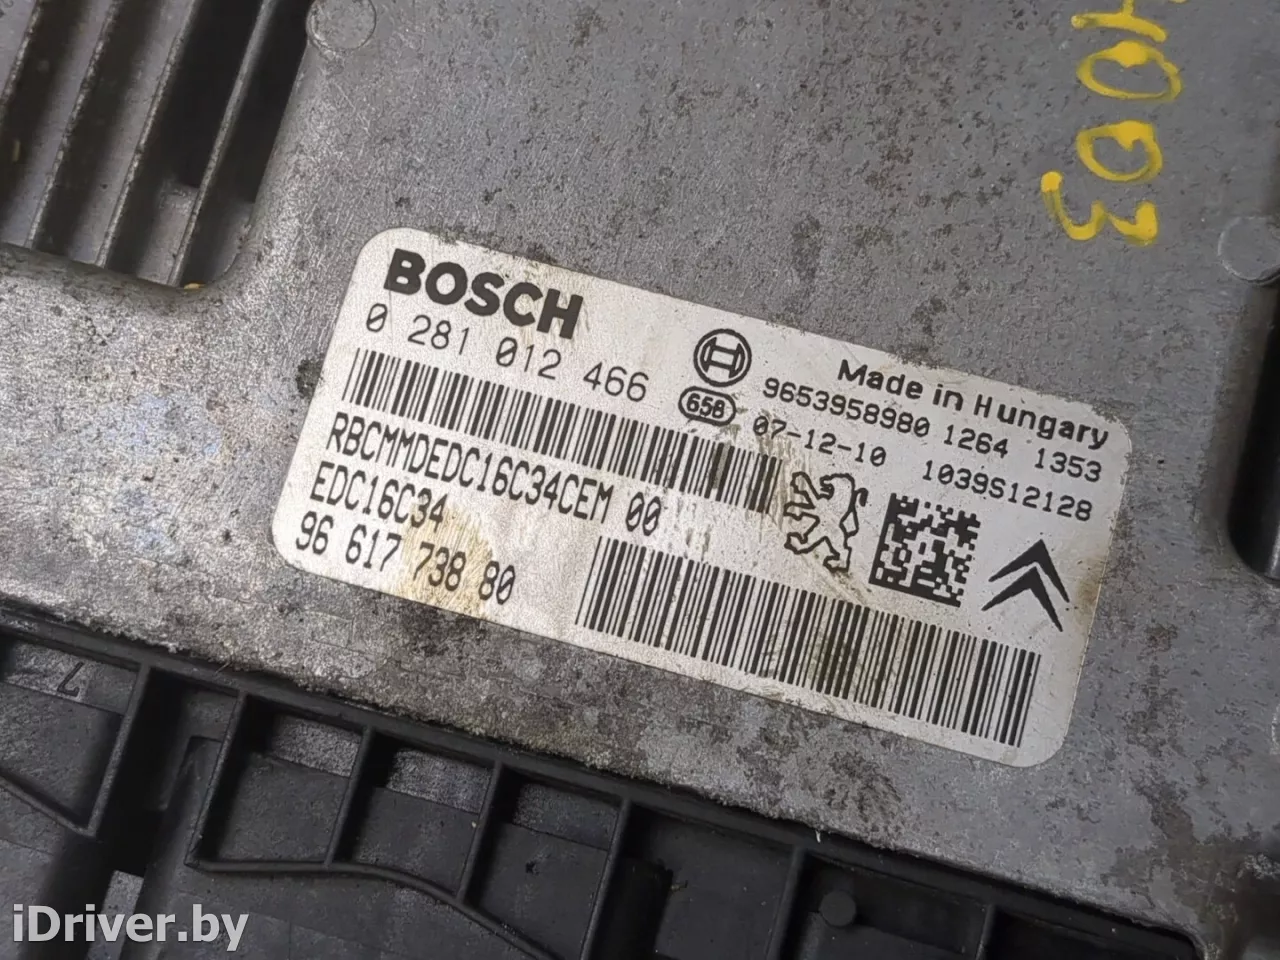 BOSCH
0 281 012 466
Made in Hungary
9653958980 1264 1353
658
07-12-10 1039S12128
RBCMMDEDC16C34CEM 00
EDC16C34
96 617 738 80
iDriver.by